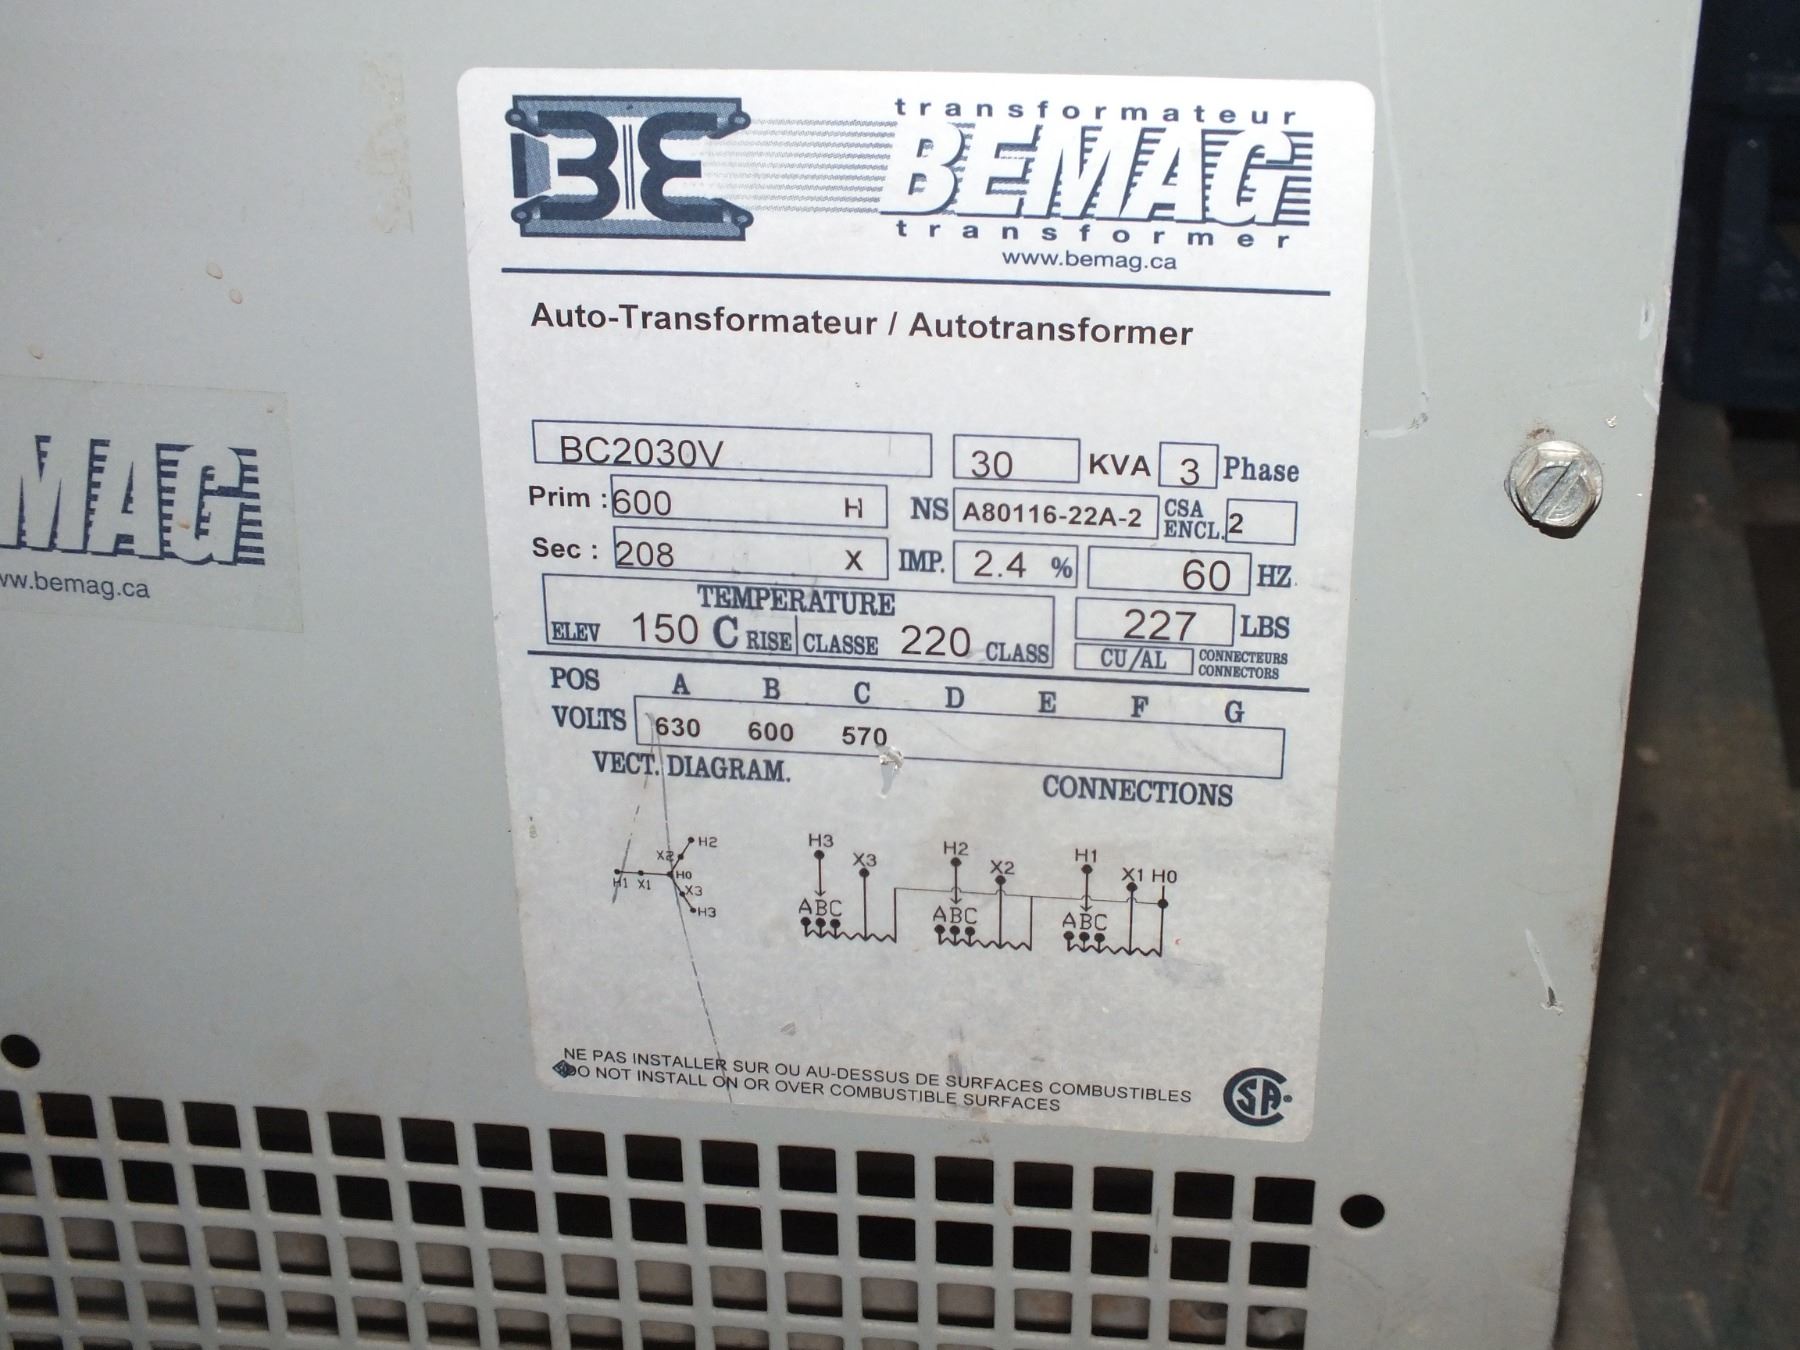 transformateur
BEMAG
transformer
www.bemag.ca
Auto-Transformateur / Autotransformer
BC2030V 30 KVA 3 Phase
Prim : 600 H NS A80116-22A-2 CSA ENCL. 2
Sec : 208 X IMP. 2.4 % 60 HZ.
TEMPERATURE
ELEV 150 C RISE CLASSE 220 CLASS 227 LBS
CU/AL CONNECTEURS
CONNECTORS
POS A B C D E F G
VOLTS 630 600 570
VECT. DIAGRAM.
CONNECTIONS
H2
X2
H1 X1 H0
X3
H3
H3 X3 H2 X2 H1 X1 H0
ABC ABC ABC
NE PAS INSTALLER SUR OU AU-DESSUS DE SURFACES COMBUSTIBLES
DO NOT INSTALL ON OR OVER COMBUSTIBLE SURFACES
MAG
ww.bemag.ca